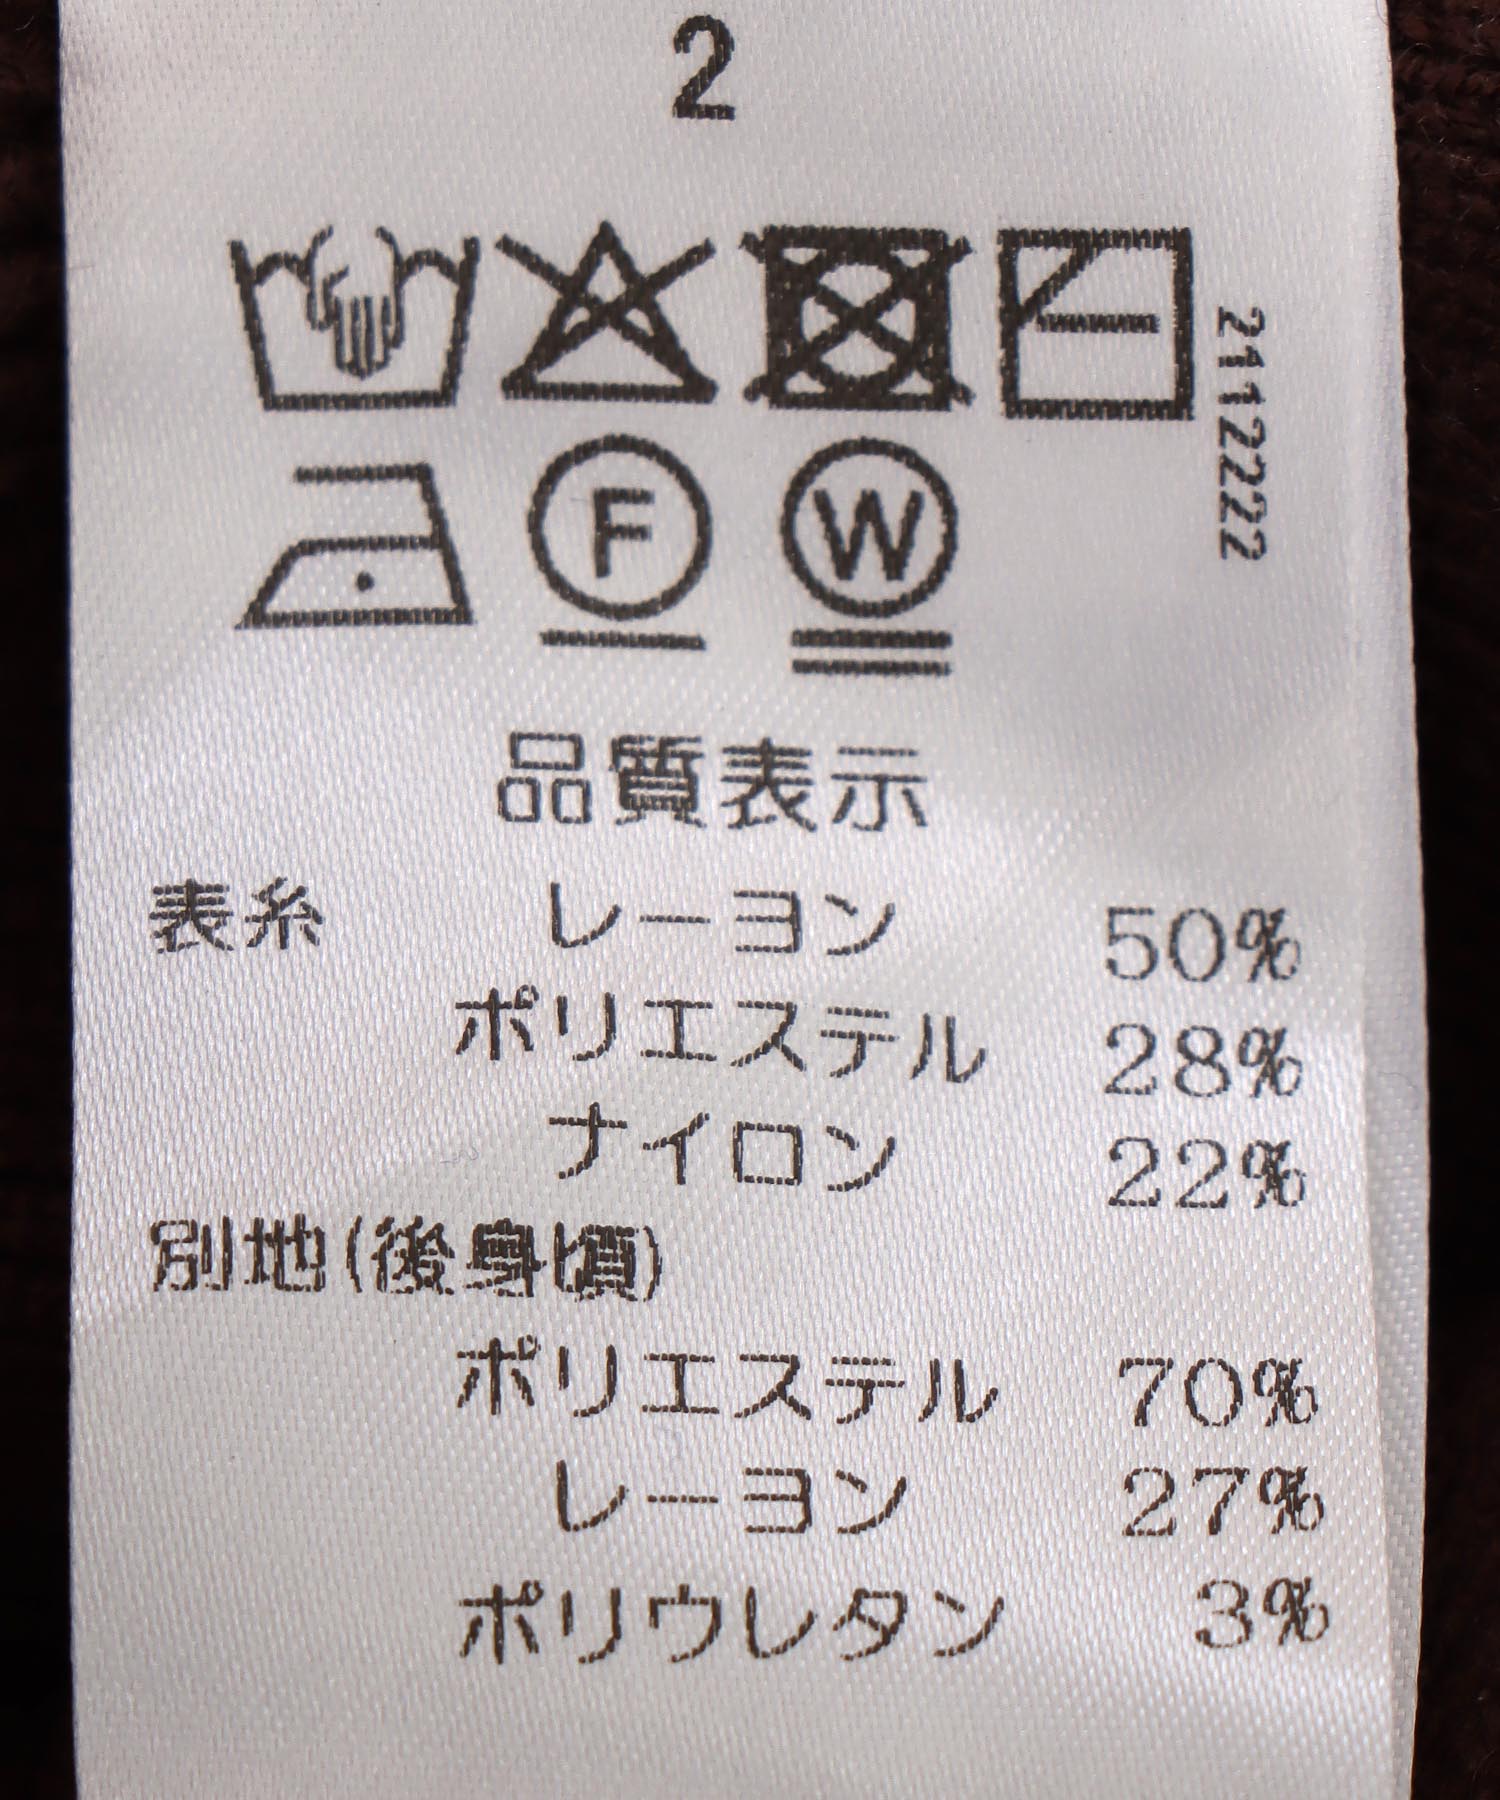 2
2112222
F
W
品質表示
表糸 レーヨン 50%
ポリエステル 28%
ナイロン 22%
別地(後身頃)
ポリエステル 70%
レーヨン 27%
ポリウレタン 3%